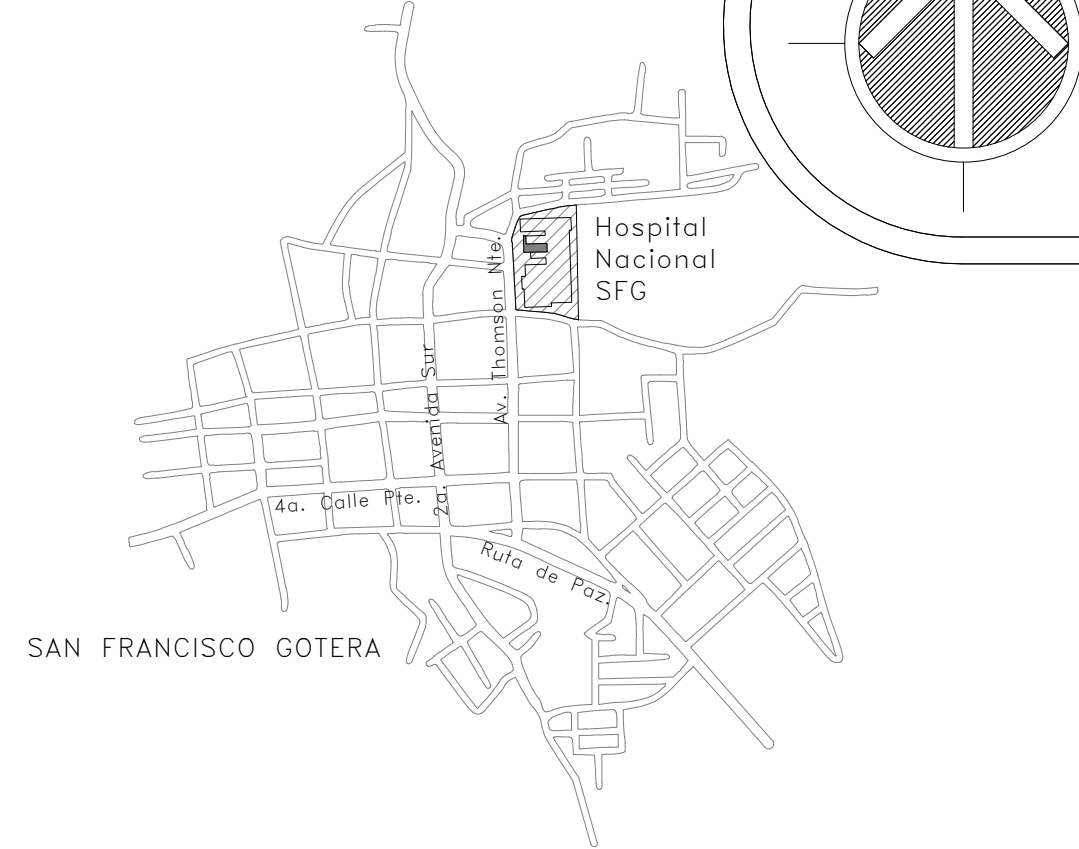 Hospital
Nacional
SFG
Av. Thomson Nte.
2a. Avenida Sur
4a. Calle Pte.
Ruta de Paz.
SAN FRANCISCO GOTERA